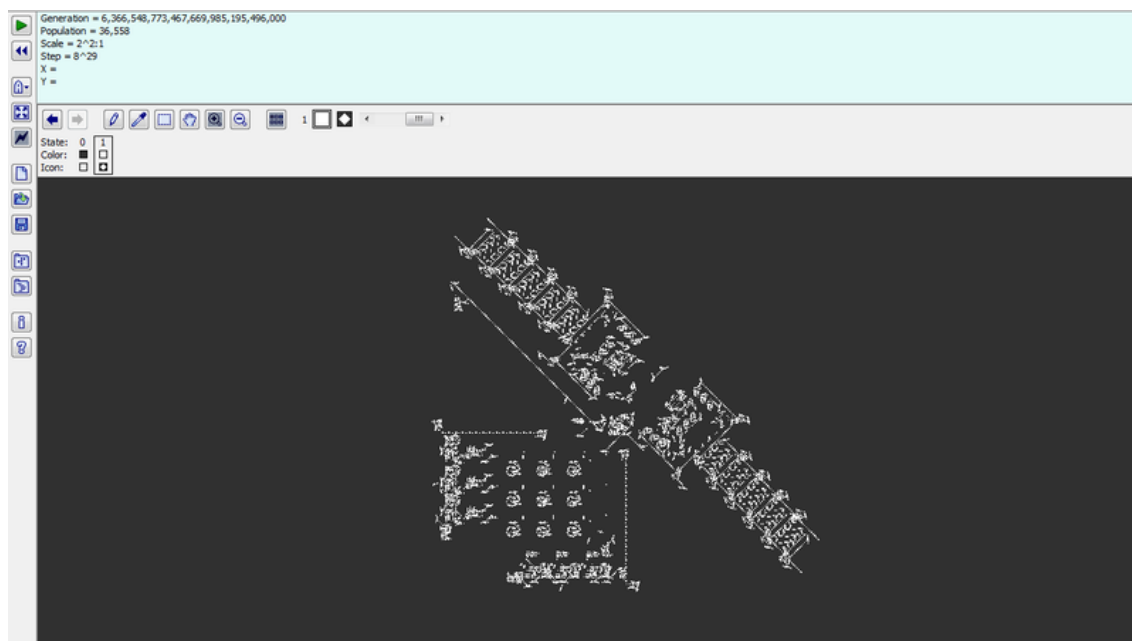 Generation = 6,366,548,773,467,669,985,195,496,000
Population = 36,558
Scale = 2^2:1
Step = 8^29
X =
Y =
1
State: 0 1
Color:
Icon: